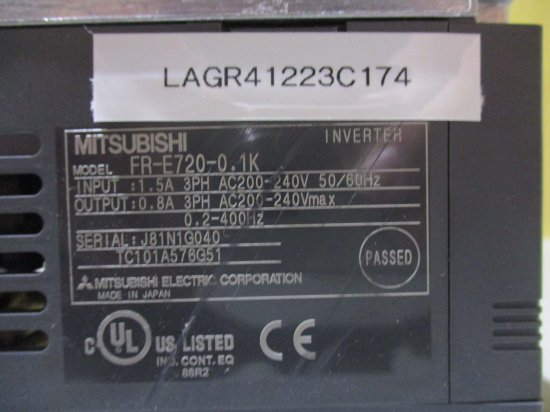 LAGR41223C174
MITSUBISHI INVERTER
MODEL FR-E720-0.1K
INPUT :1.5A 3PH AC200-240V 50/60Hz
OUTPUT:0.8A 3PH AC200-240Vmax
0.2-400Hz
SERIAL:J81N1G040
TC101A576G51
PASSED
MITSUBISHI ELECTRIC CORPORATION
MADE IN JAPAN
C UL US LISTED CE
IND. CONT. EQ
88R2